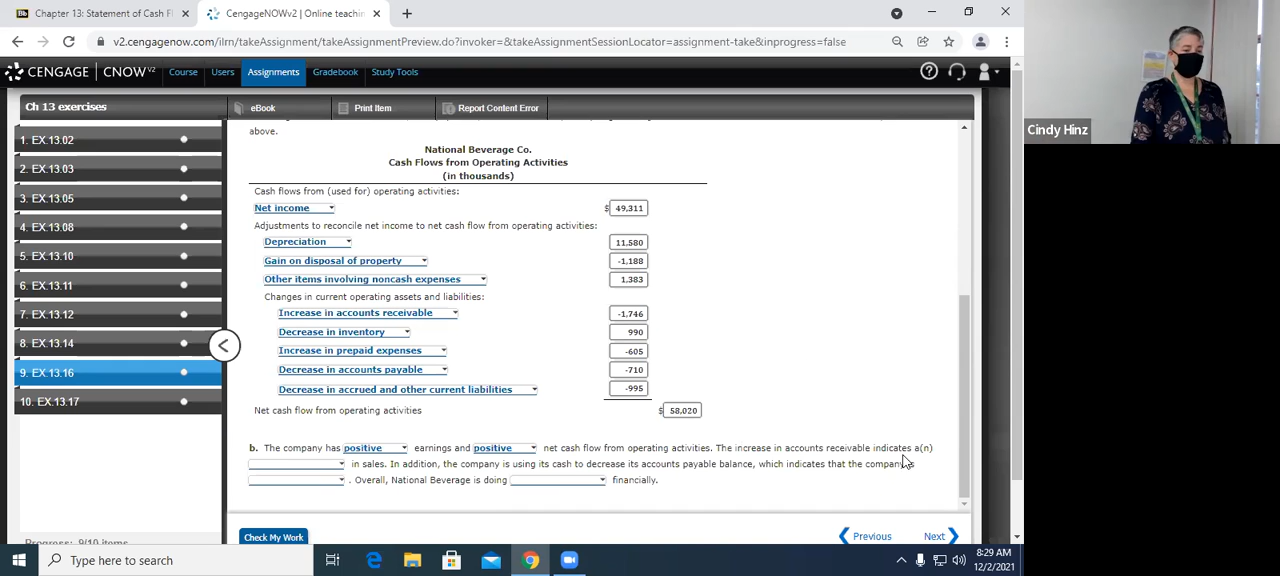 Chapter 13: Statement of Cash Fl
CengageNOWv2 | Online teachin
v2.cengagenow.com/ilrn/takeAssignment/takeAssignmentPreview.do?invoker=&takeAssignmentSessionLocator=assignment-take&inprogress=false
CENGAGE | CNOWv2 Course Users Assignments Gradebook Study Tools
Ch 13 exercises
eBook Print Item Report Content Error
1. EX.13.02
2. EX.13.03
3. EX.13.05
4. EX.13.08
5. EX.13.10
6. EX.13.11
7. EX.13.12
8. EX.13.14
9. EX.13.16
10. EX.13.17
Progress: 9/10 items
above.
National Beverage Co.
Cash Flows from Operating Activities
(in thousands)
Cash flows from (used for) operating activities:
Net income $ 49,311
Adjustments to reconcile net income to net cash flow from operating activities:
Depreciation 11,580
Gain on disposal of property -1,188
Other items involving noncash expenses 1,383
Changes in current operating assets and liabilities:
Increase in accounts receivable -1,746
Decrease in inventory 990
Increase in prepaid expenses -605
Decrease in accounts payable -710
Decrease in accrued and other current liabilities -995
Net cash flow from operating activities $ 58,020
b. The company has positive earnings and positive net cash flow from operating activities. The increase in accounts receivable indicates a(n)
in sales. In addition, the company is using its cash to decrease its accounts payable balance, which indicates that the company is
. Overall, National Beverage is doing financially.
Check My Work
Previous Next
Cindy Hinz
Type here to search
8:29 AM
12/2/2021